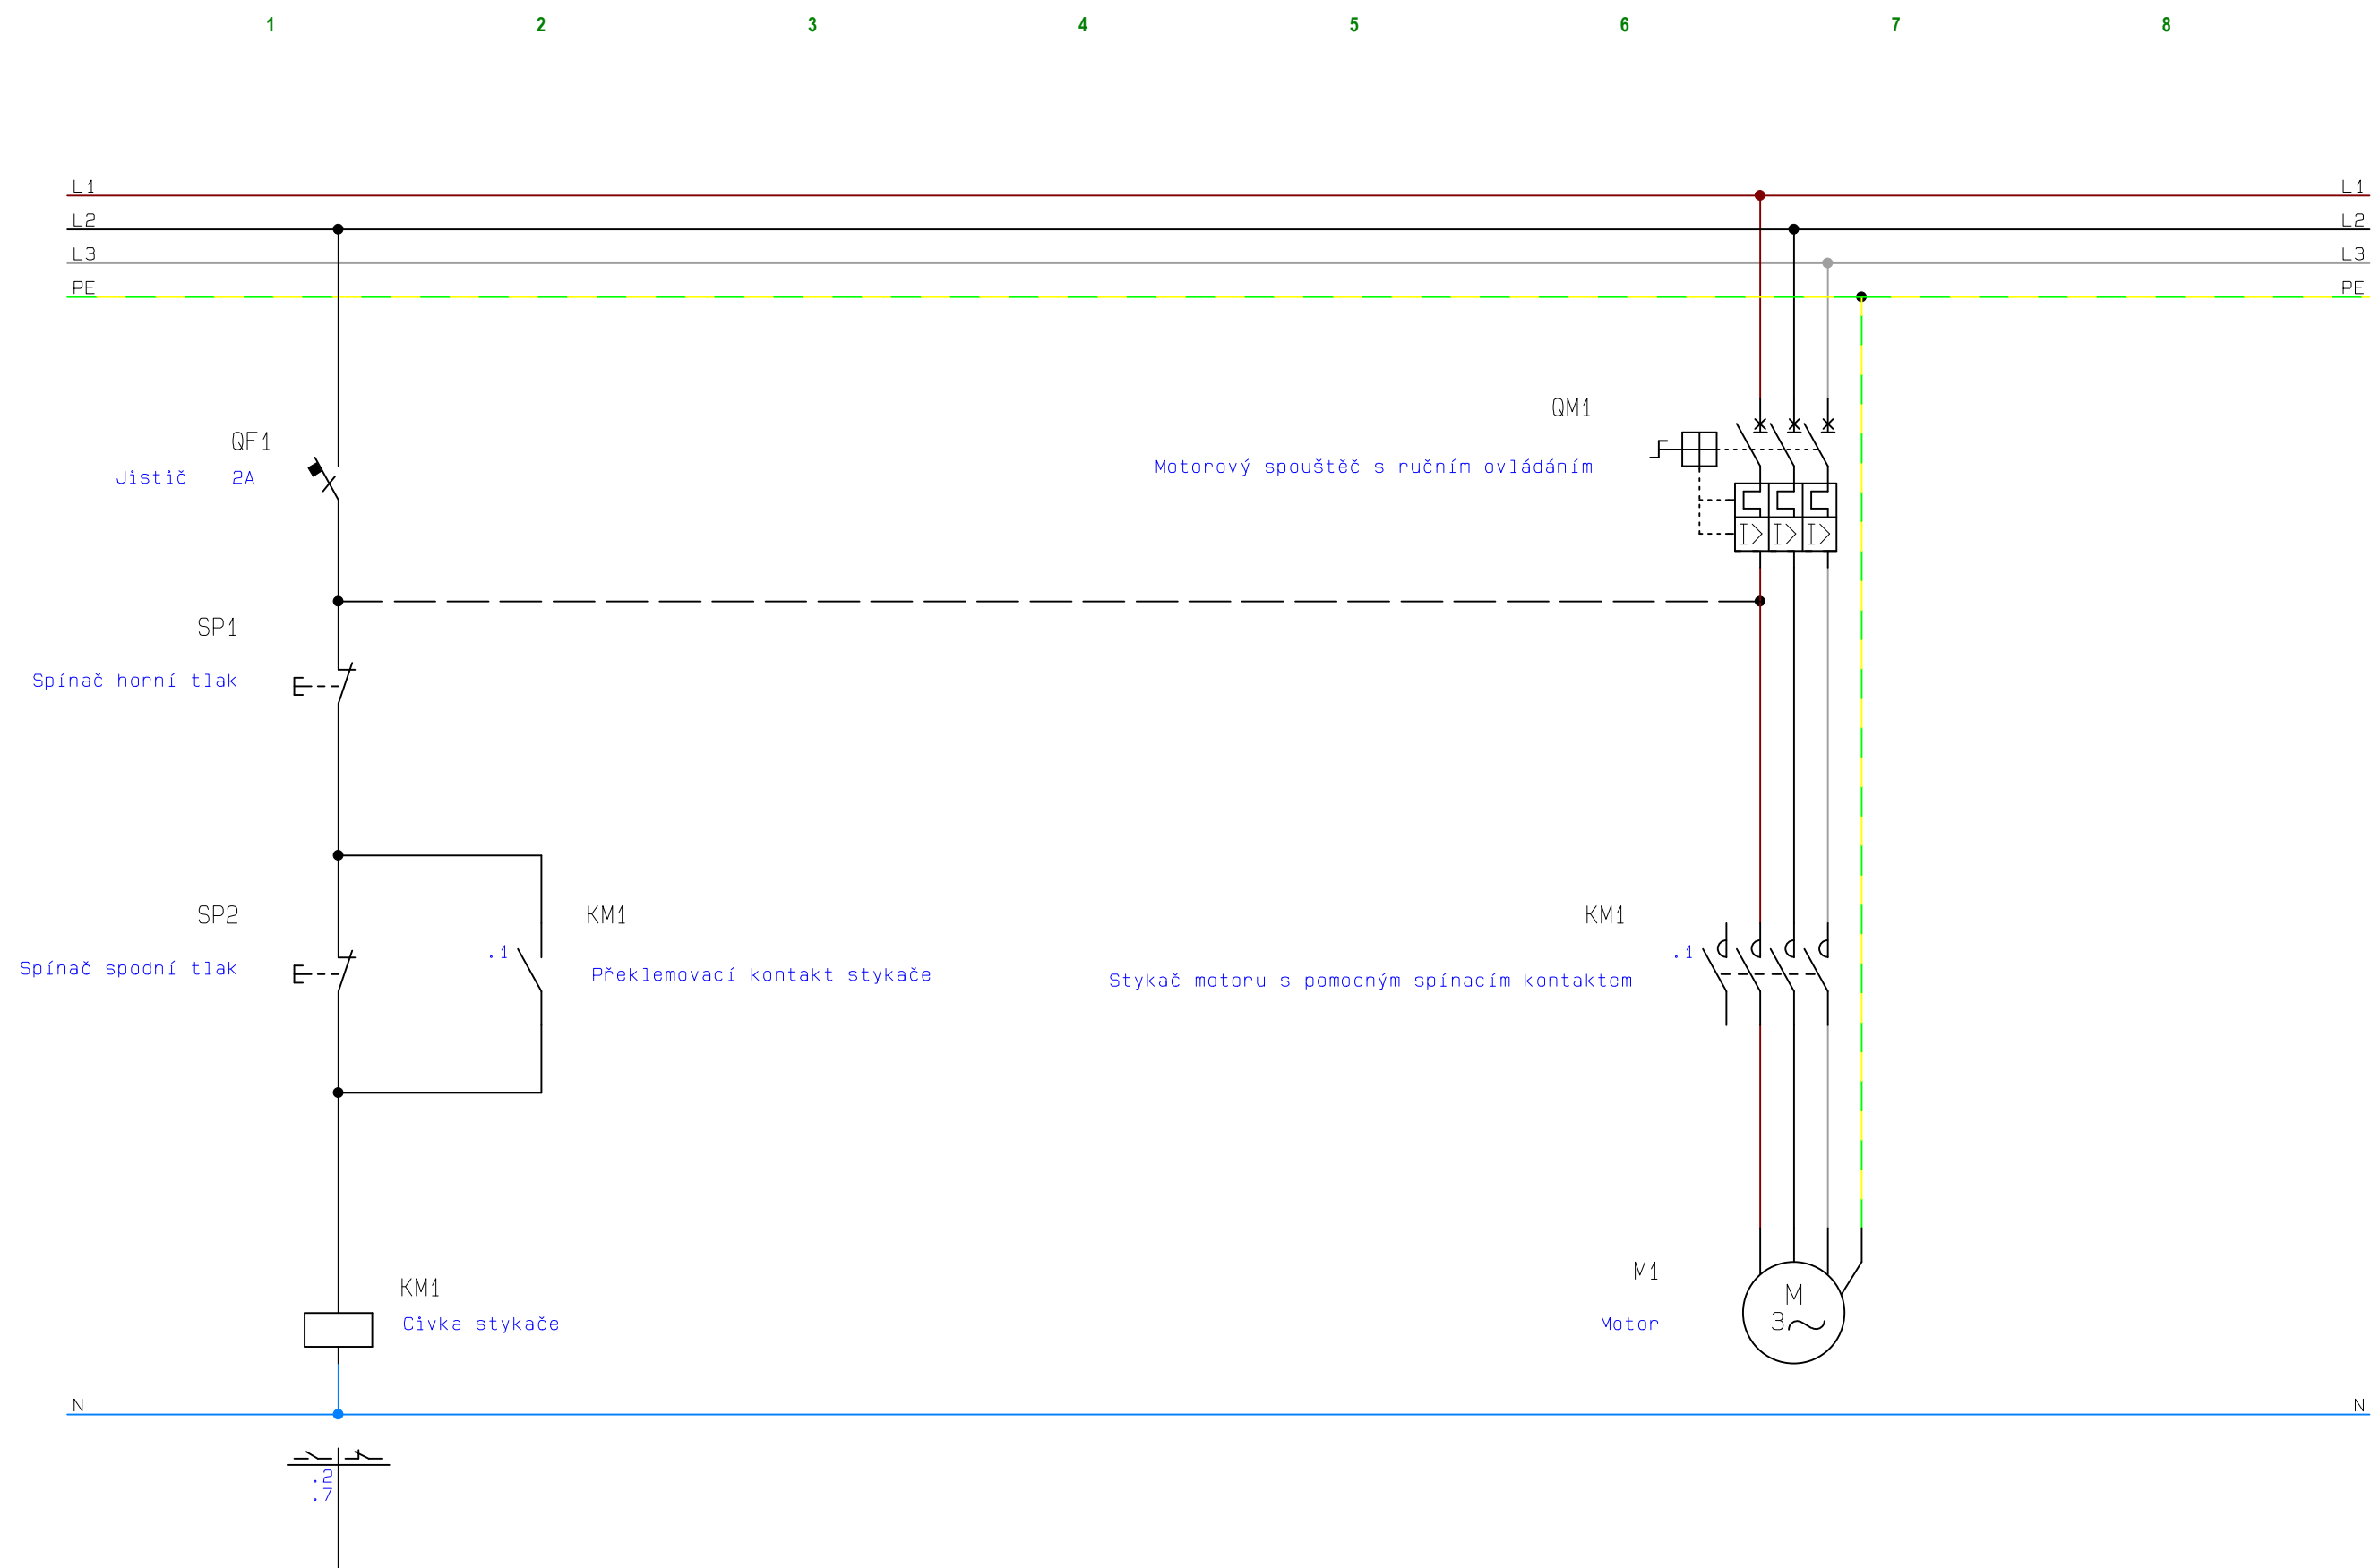 1 2 3 4 5 6 7 8
L1 L1
L2 L2
L3 L3
PE PE
QM1
QF1
Motorový spouštěč s ručním ovládáním
Jistič 2A
I> I> I>
SP1
Spínač horní tlak
SP2 KM1 KM1
.1 .1
Spínač spodní tlak Překlemovací kontakt stykače Stykač motoru s pomocným spínacím kontaktem
M1
KM1 M
Civka stykače Motor 3~
N N
.2
.7